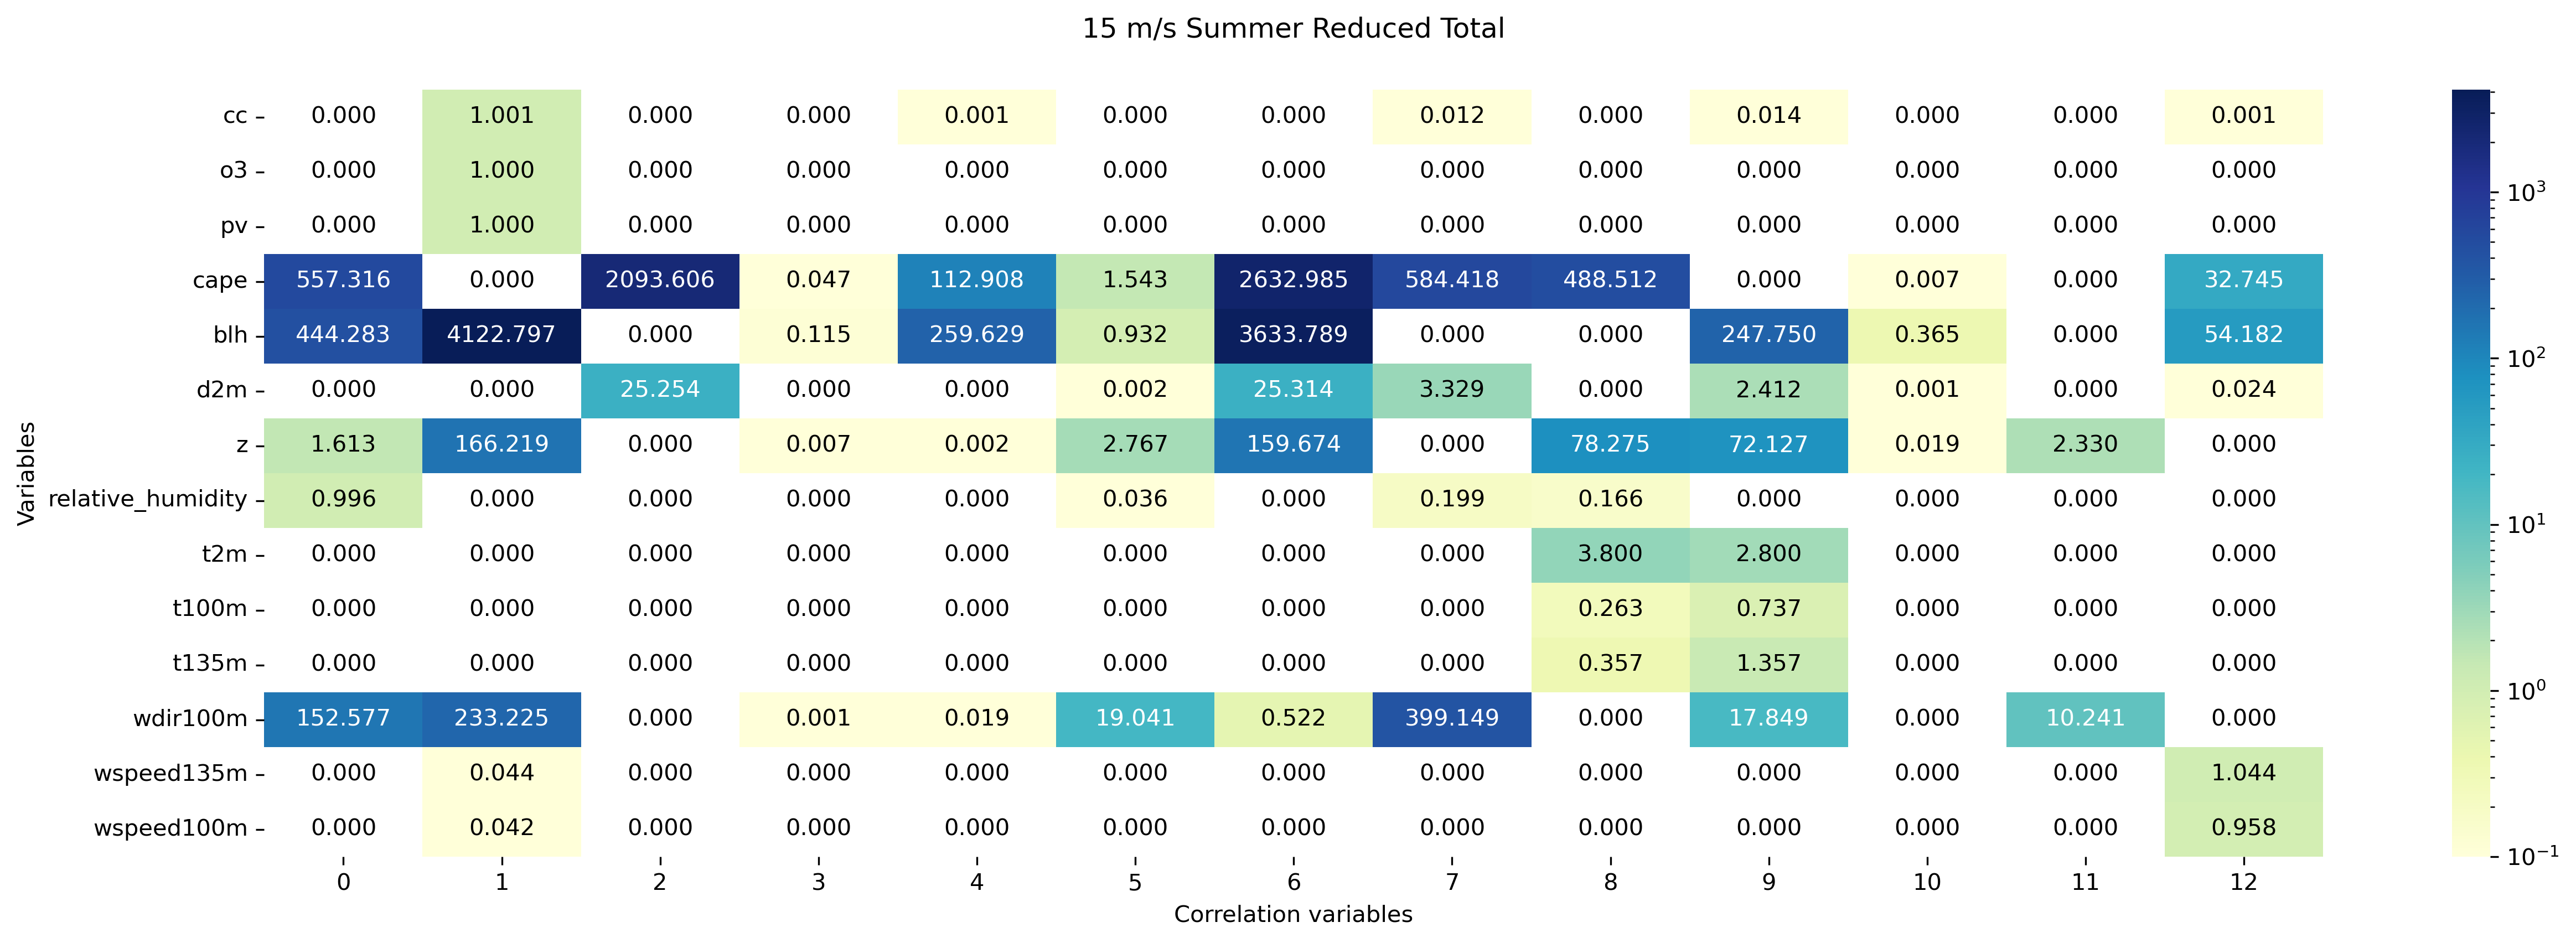 15 m/s Summer Reduced Total
cc 0.000 1.001 0.000 0.000 0.001 0.000 0.000 0.012 0.000 0.014 0.000 0.000 0.001
o3 0.000 1.000 0.000 0.000 0.000 0.000 0.000 0.000 0.000 0.000 0.000 0.000 0.000
pv 0.000 1.000 0.000 0.000 0.000 0.000 0.000 0.000 0.000 0.000 0.000 0.000 0.000
cape 557.316 0.000 2093.606 0.047 112.908 1.543 2632.985 584.418 488.512 0.000 0.007 0.000 32.745
blh 444.283 4122.797 0.000 0.115 259.629 0.932 3633.789 0.000 0.000 247.750 0.365 0.000 54.182
d2m 0.000 0.000 25.254 0.000 0.000 0.002 25.314 3.329 0.000 2.412 0.001 0.000 0.024
z 1.613 166.219 0.000 0.007 0.002 2.767 159.674 0.000 78.275 72.127 0.019 2.330 0.000
relative_humidity 0.996 0.000 0.000 0.000 0.000 0.036 0.000 0.199 0.166 0.000 0.000 0.000 0.000
t2m 0.000 0.000 0.000 0.000 0.000 0.000 0.000 0.000 3.800 2.800 0.000 0.000 0.000
t100m 0.000 0.000 0.000 0.000 0.000 0.000 0.000 0.000 0.263 0.737 0.000 0.000 0.000
t135m 0.000 0.000 0.000 0.000 0.000 0.000 0.000 0.000 0.357 1.357 0.000 0.000 0.000
wdir100m 152.577 233.225 0.000 0.001 0.019 19.041 0.522 399.149 0.000 17.849 0.000 10.241 0.000
wspeed135m 0.000 0.044 0.000 0.000 0.000 0.000 0.000 0.000 0.000 0.000 0.000 0.000 1.044
wspeed100m 0.000 0.042 0.000 0.000 0.000 0.000 0.000 0.000 0.000 0.000 0.000 0.000 0.958
0 1 2 3 4 5 6 7 8 9 10 11 12
Correlation variables
Variables
10³
10²
10¹
10⁰
10⁻¹